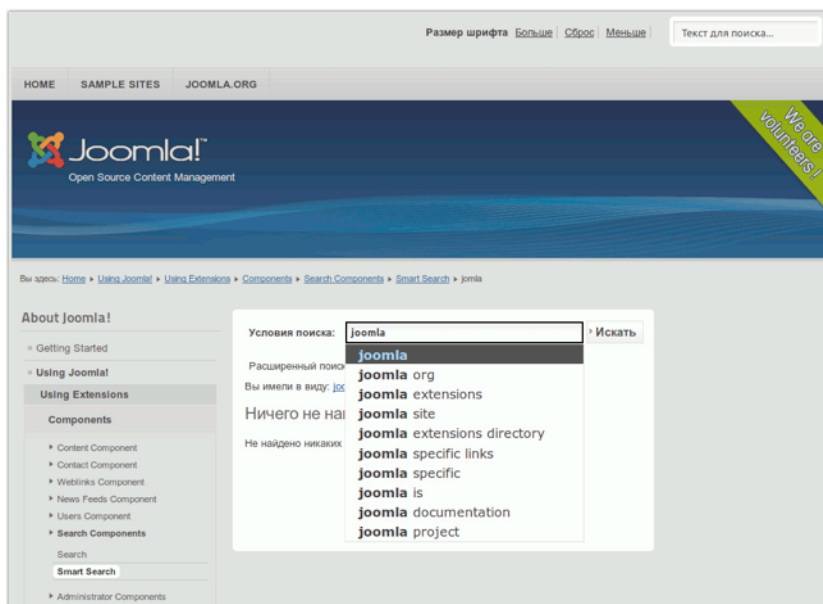 Размер шрифта Больше Сброс Меньше
Текст для поиска...
HOME SAMPLE SITES JOOMLA.ORG
We are volunteers !
Joomla!™
Open Source Content Management
Вы здесь: Home Using Joomla! Using Extensions Components Search Components Smart Search jomla
About Joomla!
Getting Started
Using Joomla!
Using Extensions
Components
Content Component
Contact Component
Weblinks Component
News Feeds Component
Users Component
Search Components
Search
Smart Search
Administrator Components
Условия поиска: joomla Искать
Расширенный
Вы имели в виду:
Ничего не
Не найдено никаких
joomla
joomla org
joomla extensions
joomla site
joomla extensions directory
joomla specific links
joomla specific
joomla is
joomla documentation
joomla project